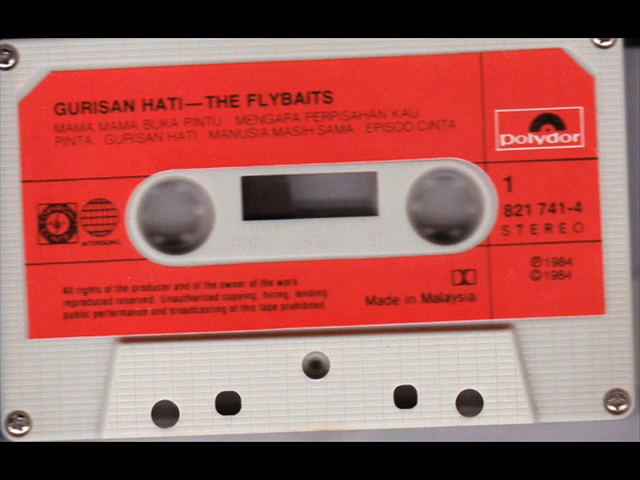 GURISAN HATI—THE FLYBAITS
MAMA MAMA BUKA PINTU MENGAPA PERPISAHAN KAU
PINTA GURISAN HATI MANUSIA MASIH SAMA EPISOD CINTA
polydor
1
821 741-4
STEREO
INTERSONG
℗1984
©1984
All rights of the producer and of the owner of the work
reproduced reserved. Unauthorised copying, hiring, lending
public performance and broadcasting of this tape prohibited
Made in Malaysia